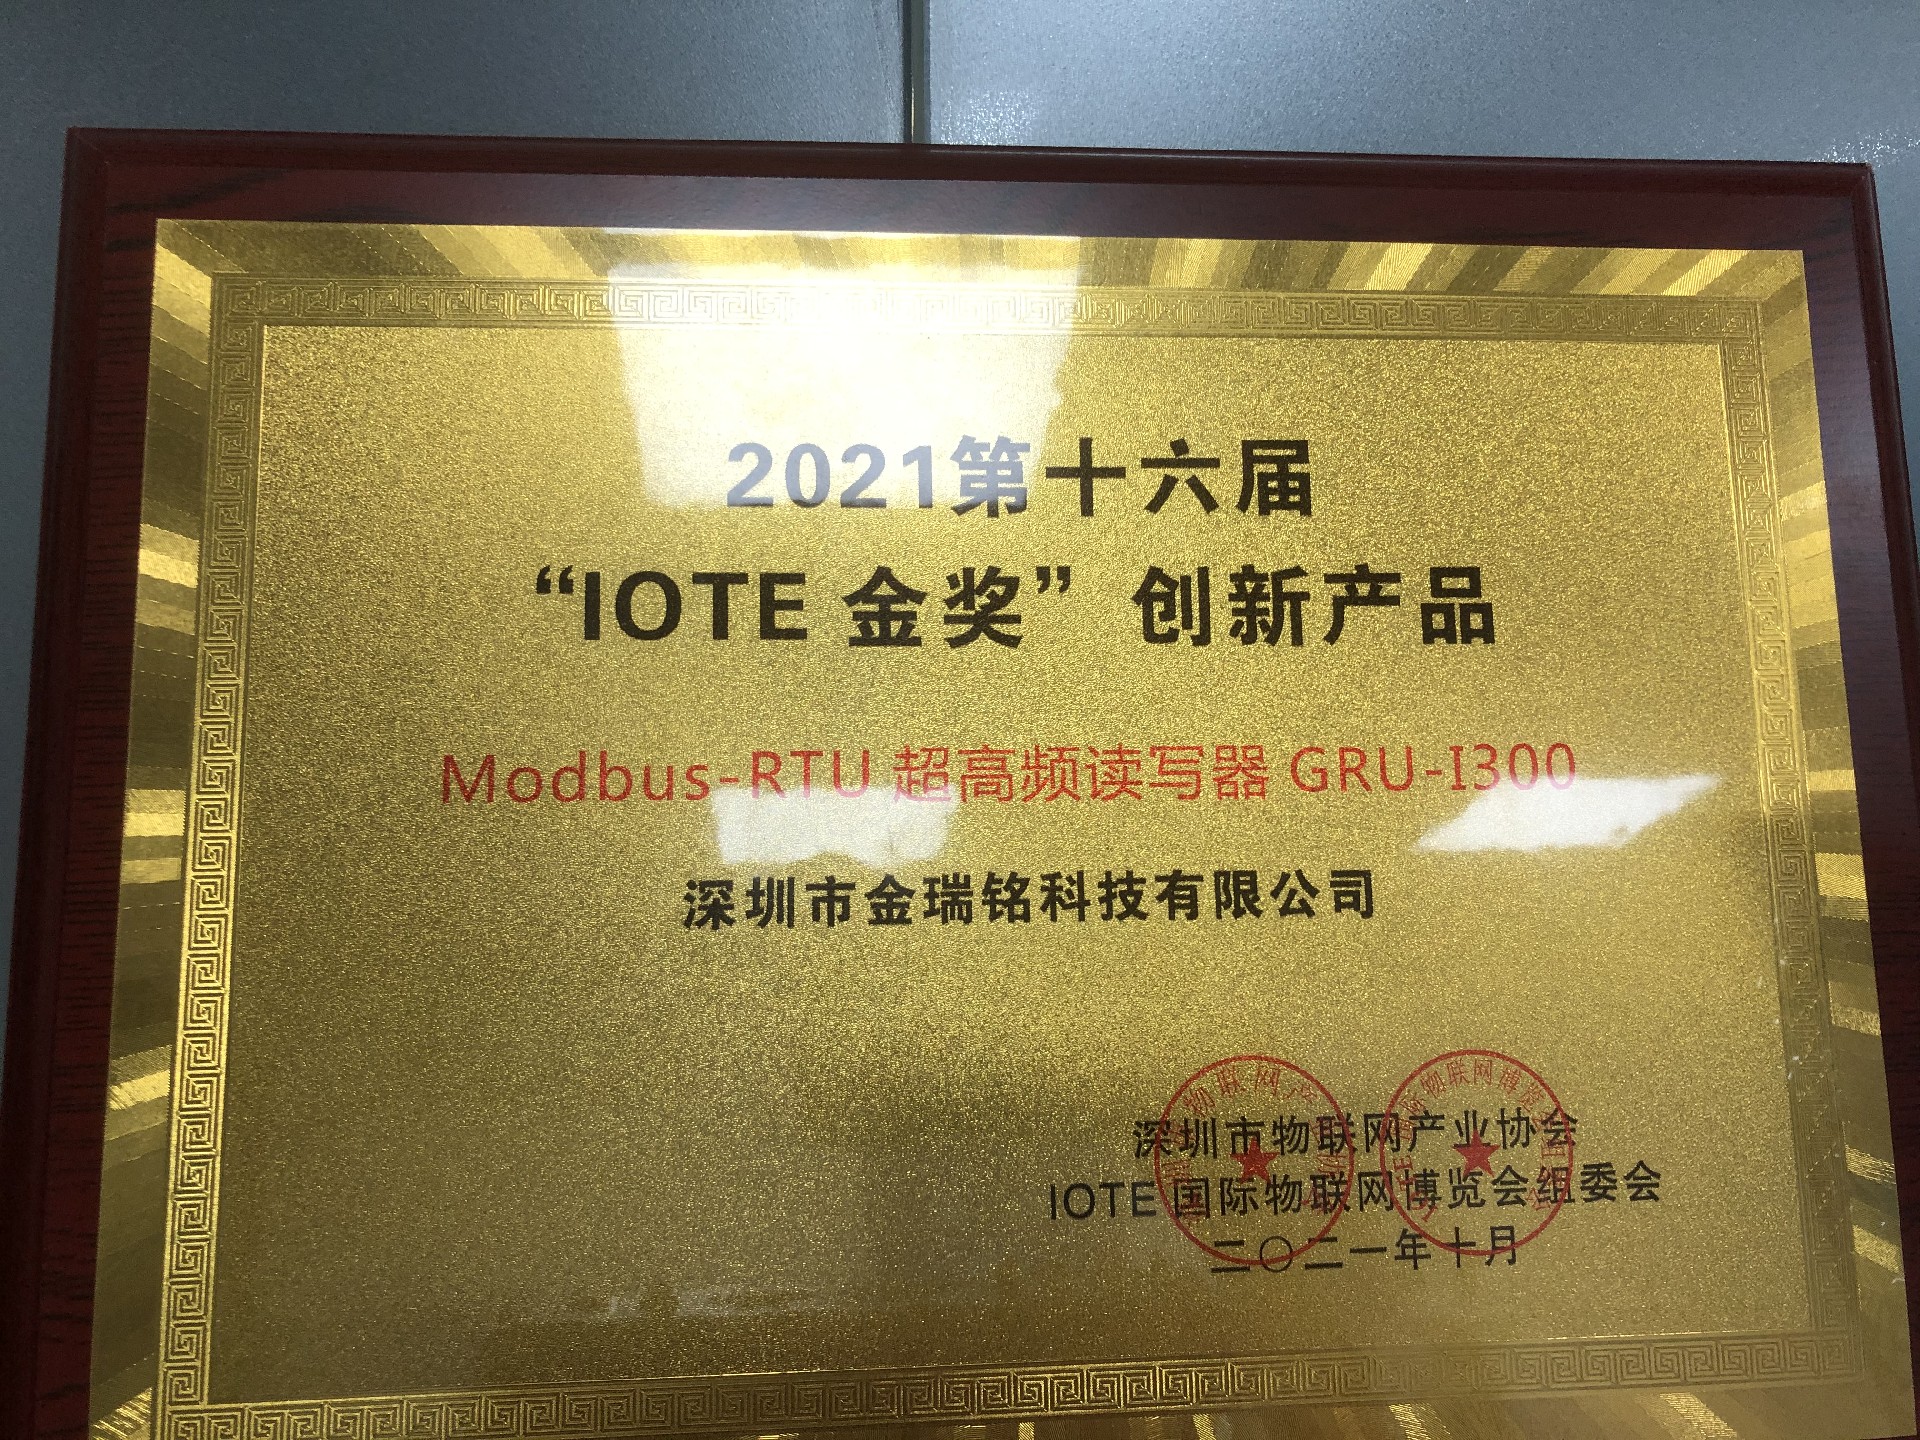 2021第十六届
“IOTE 金奖” 创新产品
Modbus-RTU 超高频读写器 GRU-I300
深圳市金瑞铭科技有限公司
深圳市物联网产业协会
IOTE 国际物联网博览会组委会
二〇二一年十月